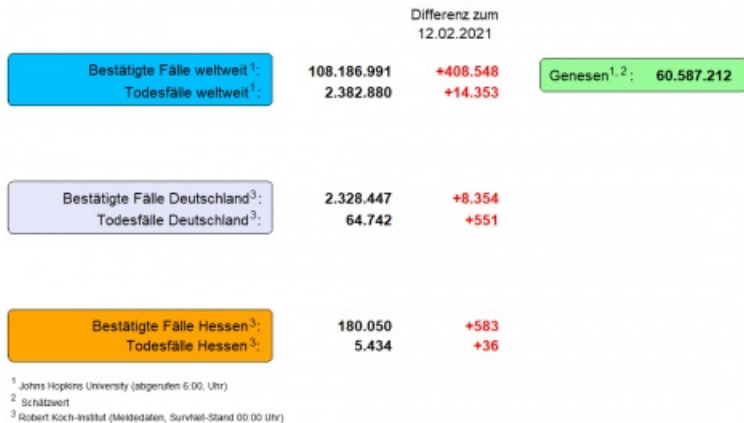 Differenz zum
12.02.2021
Bestätigte Fälle weltweit¹: 108.186.991 +408.548 Genesen¹,²: 60.587.212
Todesfälle weltweit¹: 2.382.880 +14.353
Bestätigte Fälle Deutschland³: 2.328.447 +8.354
Todesfälle Deutschland³: 64.742 +551
Bestätigte Fälle Hessen³: 180.050 +583
Todesfälle Hessen³: 5.434 +36
¹ Johns Hopkins University (abgerufen 6:00, Uhr)
² Schätzwert
³ Robert Koch-Institut (Meldedaten, SurvNet-Stand 00:00 Uhr)